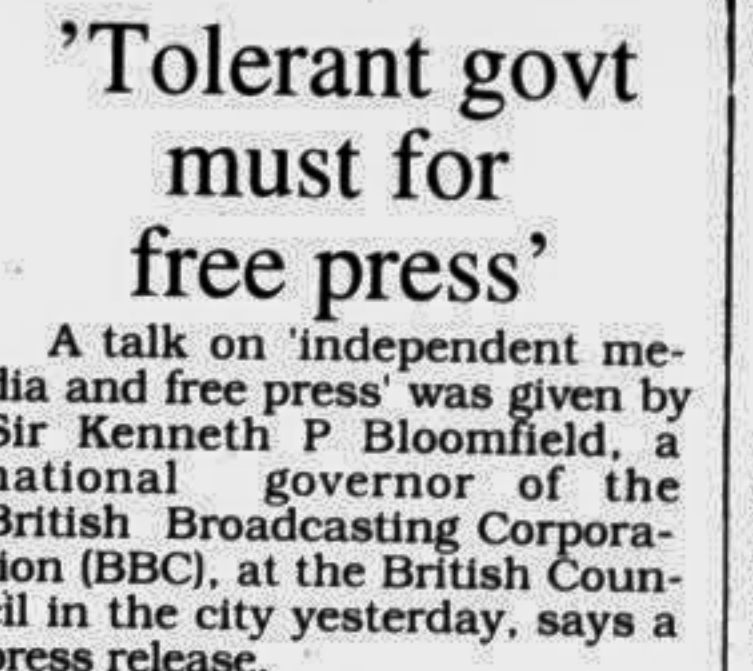 ’Tolerant govt
must for
free press’
A talk on 'independent me-
dia and free press' was given by
Sir Kenneth P Bloomfield, a
national governor of the
British Broadcasting Corpora-
tion (BBC), at the British Coun-
cil in the city yesterday, says a
press release.